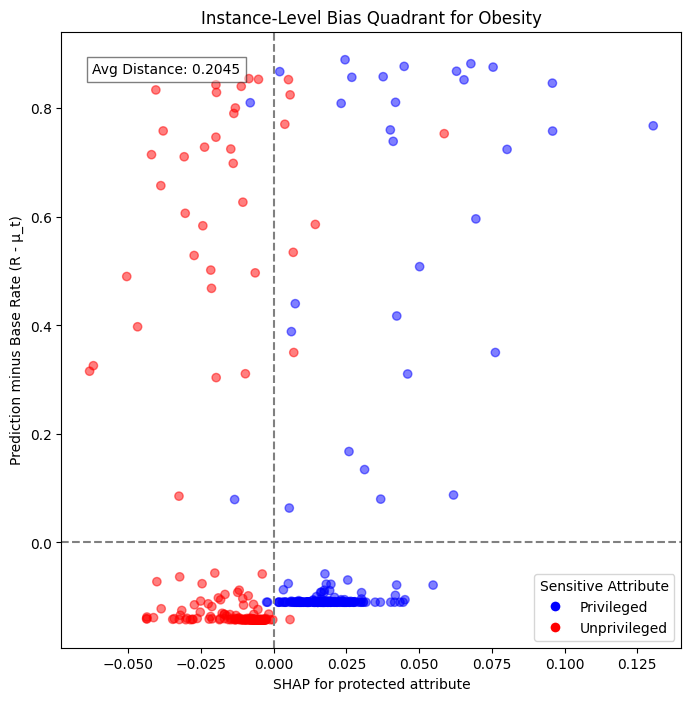 Instance-Level Bias Quadrant for Obesity
Avg Distance: 0.2045
Prediction minus Base Rate (R - μ_t)
0.8
0.6
0.4
0.2
0.0
Sensitive Attribute
Privileged
Unprivileged
−0.050
−0.025
0.000
0.025
0.050
0.075
0.100
0.125
SHAP for protected attribute